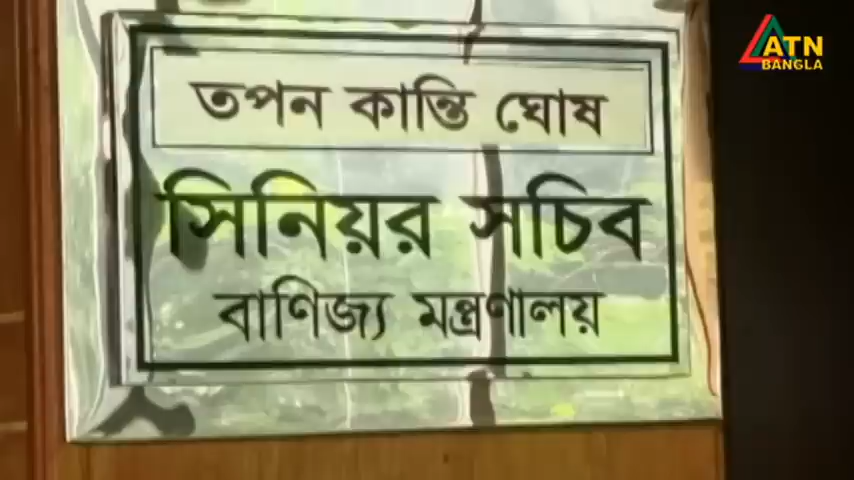 ATN
BANGLA
তপন কান্তি ঘোষ
সিনিয়র সচিব
বাণিজ্য মন্ত্রণালয়